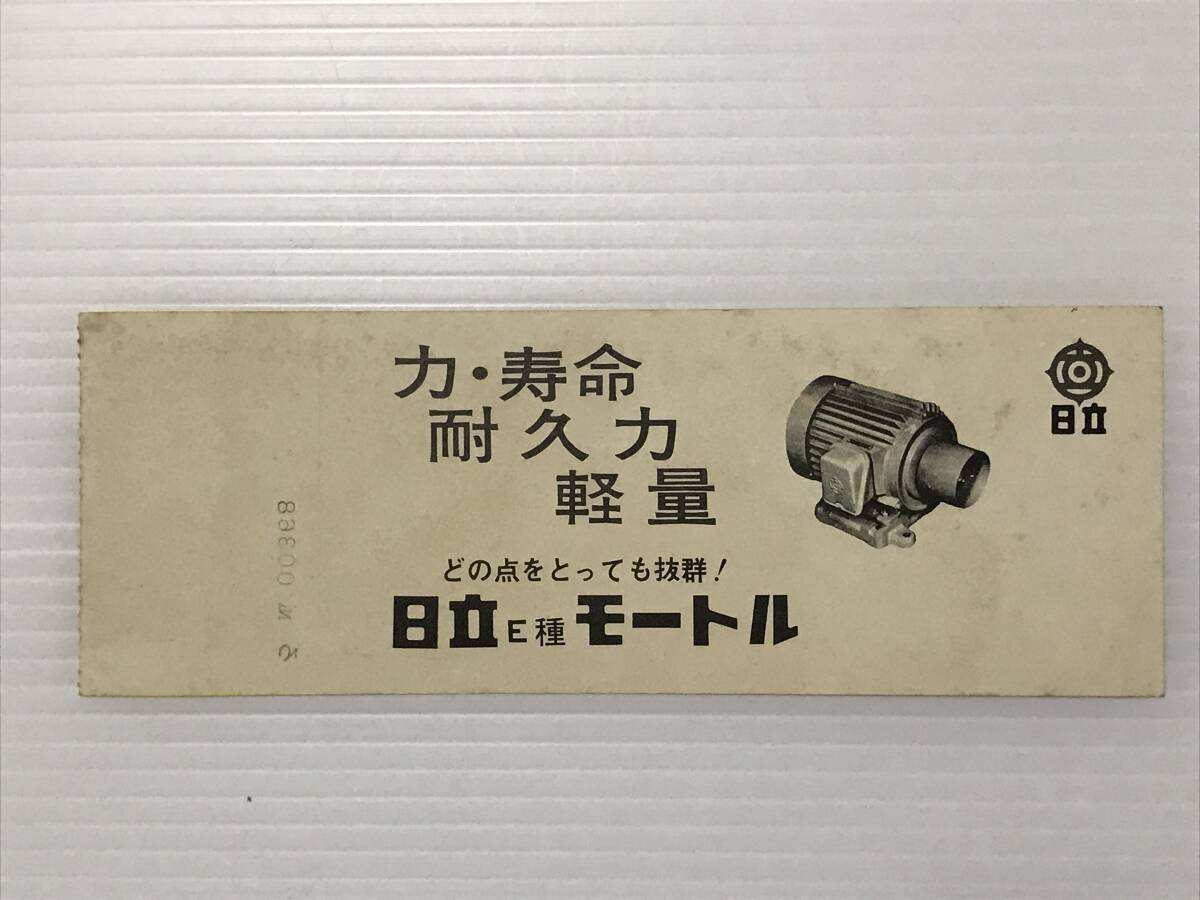 力・寿命
耐久力
軽量
どの点をとっても抜群!
日立E種モートル
日立